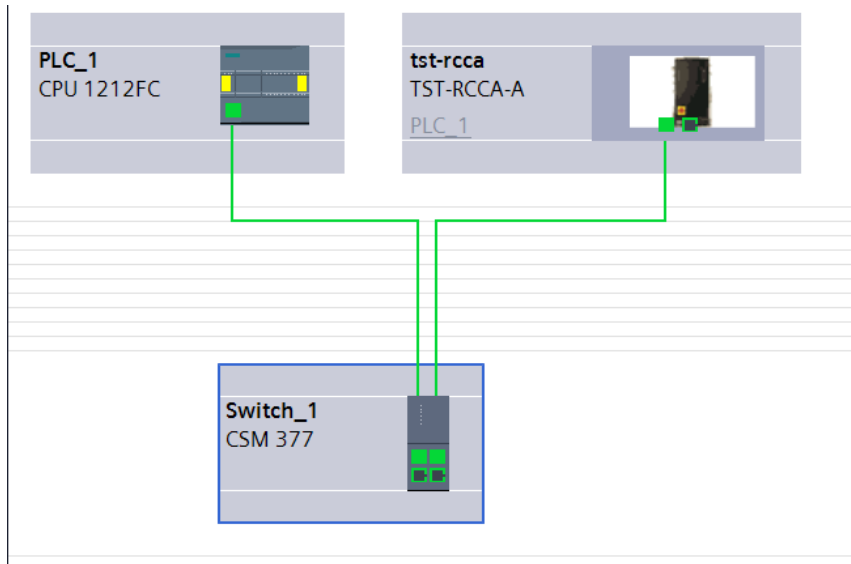 PLC_1
CPU 1212FC
tst-rcca
TST-RCCA-A
PLC_1
Switch_1
CSM 377